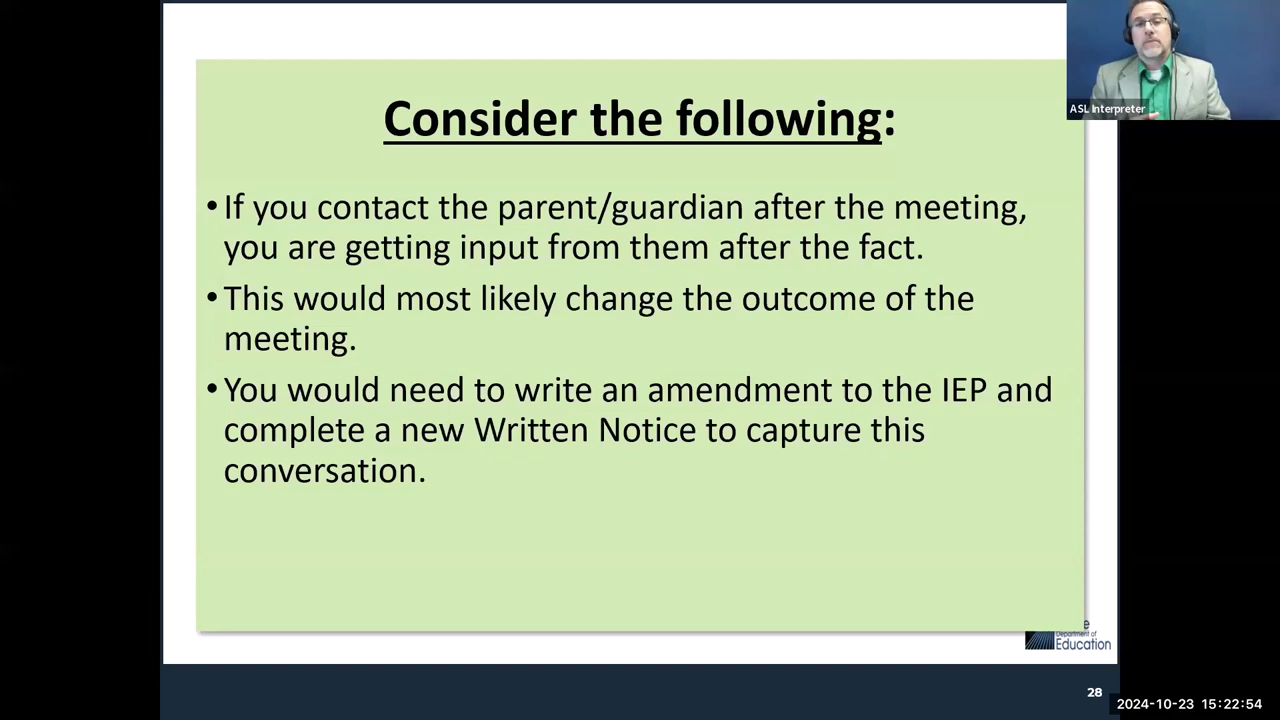 Consider the following:
• If you contact the parent/guardian after the meeting,
you are getting input from them after the fact.
• This would most likely change the outcome of the
meeting.
• You would need to write an amendment to the IEP and
complete a new Written Notice to capture this
conversation.
ASL Interpreter
e
Department of
Education
28
2024-10-23 15:22:54